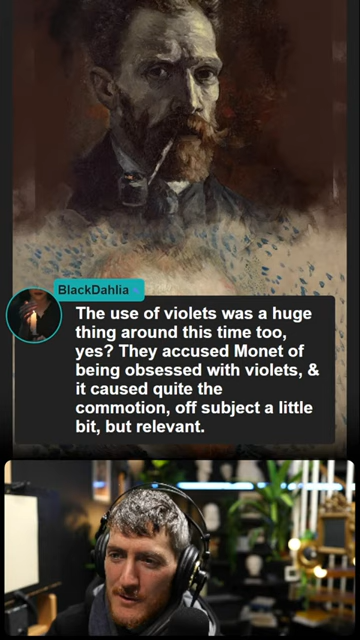 BlackDahlia
The use of violets was a huge
thing around this time too,
yes? They accused Monet of
being obsessed with violets, &
it caused quite the
commotion, off subject a little
bit, but relevant.